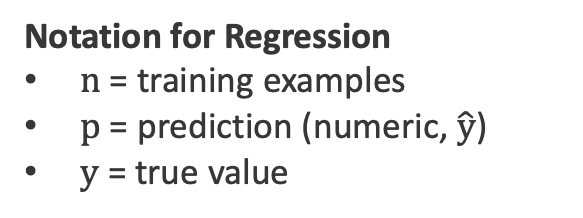 Notation for Regression
• n = training examples
• p = prediction (numeric, ŷ)
• y = true value